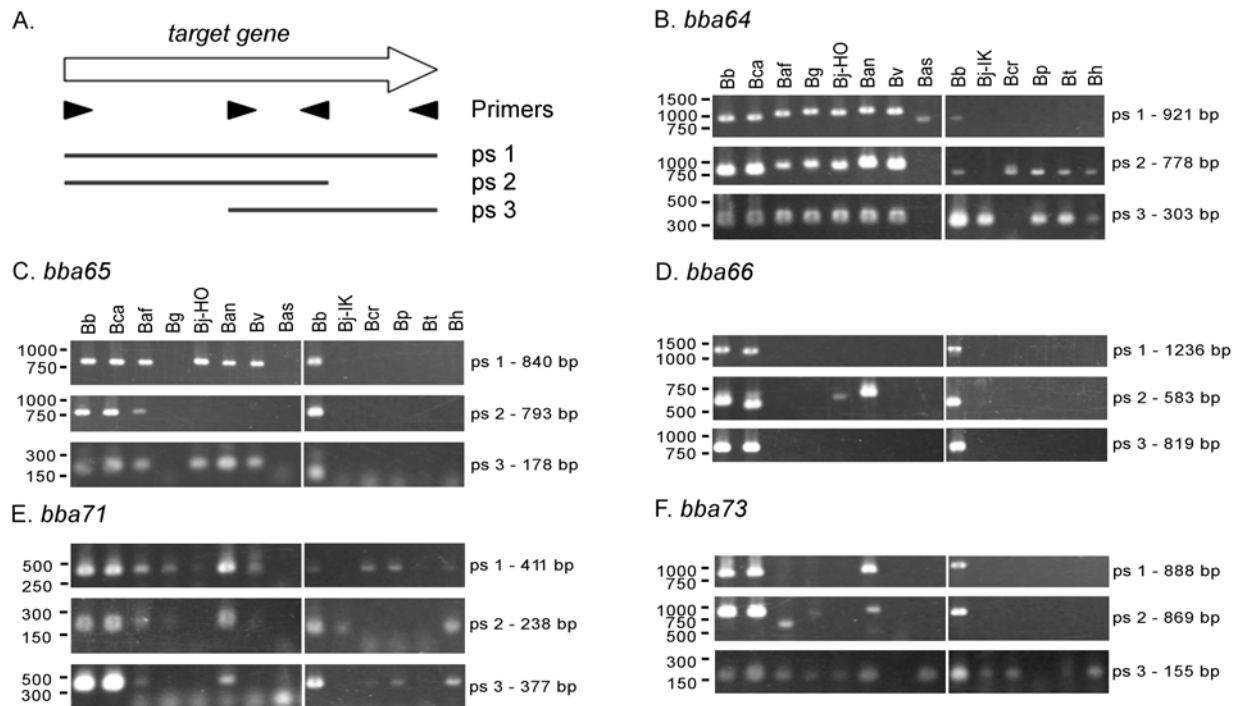 A.
target gene
Primers
ps 1
ps 2
ps 3
B. bba64
Bb Bca Baf Bg Bj-HO Ban Bv Bas Bb Bj-IK Bcr Bp Bt Bh
1500
1000
750
ps 1 - 921 bp
1000
750
ps 2 - 778 bp
500
300
ps 3 - 303 bp
C. bba65
Bb Bca Baf Bg Bj-HO Ban Bv Bas Bb Bj-IK Bcr Bp Bt Bh
1000
750
ps 1 - 840 bp
1000
750
ps 2 - 793 bp
300
150
ps 3 - 178 bp
D. bba66
1500
1000
ps 1 - 1236 bp
750
500
ps 2 - 583 bp
1000
750
ps 3 - 819 bp
E. bba71
500
250
ps 1 - 411 bp
300
150
ps 2 - 238 bp
500
300
ps 3 - 377 bp
F. bba73
1000
750
ps 1 - 888 bp
1000
750
500
ps 2 - 869 bp
300
150
ps 3 - 155 bp